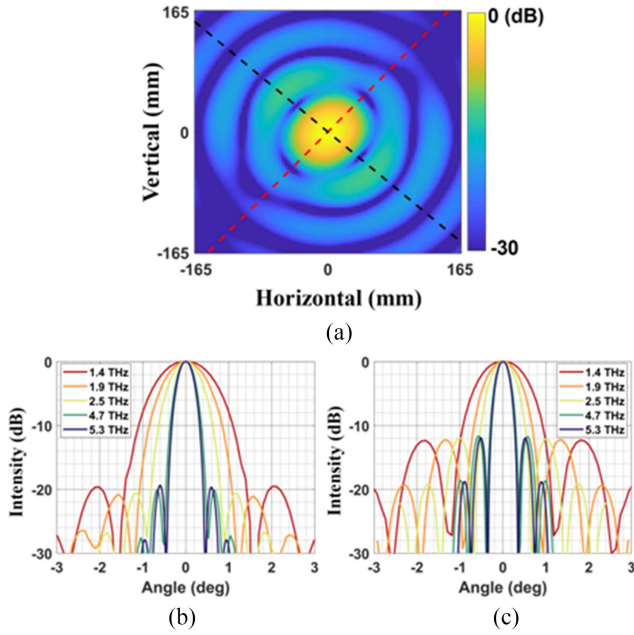 165
0 (dB)
Vertical (mm)
0
-165
-30
-165
0
165
Horizontal (mm)
(a)
0
-10
-20
-30
Intensity (dB)
1.4 THz
1.9 THz
2.5 THz
4.7 THz
5.3 THz
-3 -2 -1 0 1 2 3
Angle (deg)
(b)
0
-10
-20
-30
Intensity (dB)
1.4 THz
1.9 THz
2.5 THz
4.7 THz
5.3 THz
-3 -2 -1 0 1 2 3
Angle (deg)
(c)